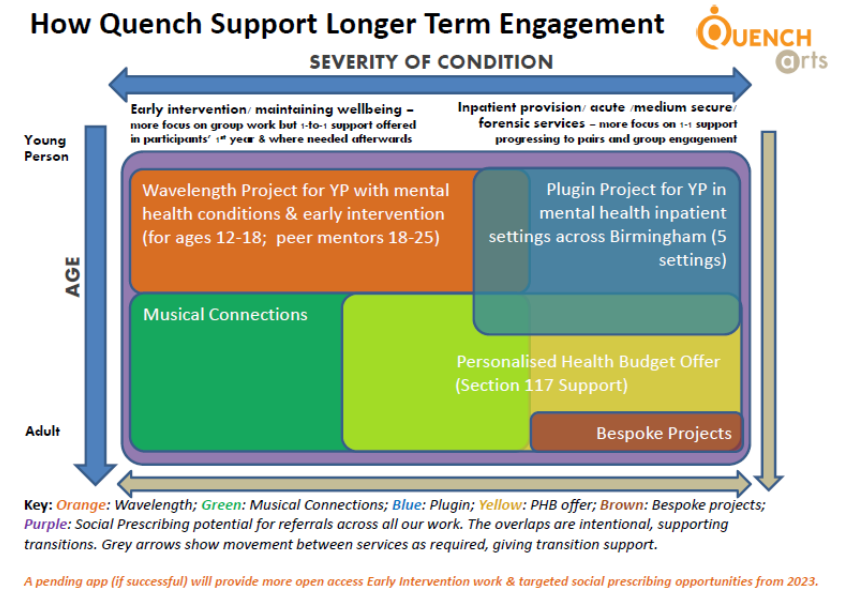 How Quench Support Longer Term Engagement
QUENCH
arts
SEVERITY OF CONDITION
Early intervention/ maintaining wellbeing –
more focus on group work but 1-to-1 support offered
in participants' 1st year & where needed afterwards
Inpatient provision/ acute /medium secure/
forensic services – more focus on 1-1 support
progressing to pairs and group engagement
Young
Person
AGE
Adult
Wavelength Project for YP with mental
health conditions & early intervention
(for ages 12-18; peer mentors 18-25)
Plugin Project for YP in
mental health inpatient
settings across Birmingham (5
settings)
Musical Connections
Personalised Health Budget Offer
(Section 117 Support)
Bespoke Projects
Key: Orange: Wavelength; Green: Musical Connections; Blue: Plugin; Yellow: PHB offer; Brown: Bespoke projects;
Purple: Social Prescribing potential for referrals across all our work. The overlaps are intentional, supporting
transitions. Grey arrows show movement between services as required, giving transition support.
A pending app (if successful) will provide more open access Early Intervention work & targeted social prescribing opportunities from 2023.